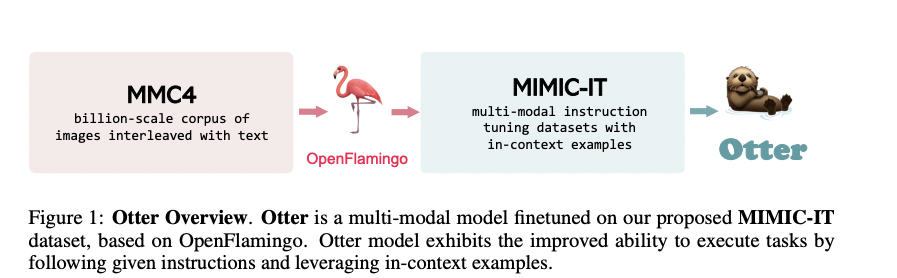 MMC4
billion-scale corpus of
images interleaved with text
OpenFlamingo
MIMIC-IT
multi-modal instruction
tuning datasets with
in-context examples
Otter
Figure 1: Otter Overview. Otter is a multi-modal model finetuned on our proposed MIMIC-IT
dataset, based on OpenFlamingo. Otter model exhibits the improved ability to execute tasks by
following given instructions and leveraging in-context examples.